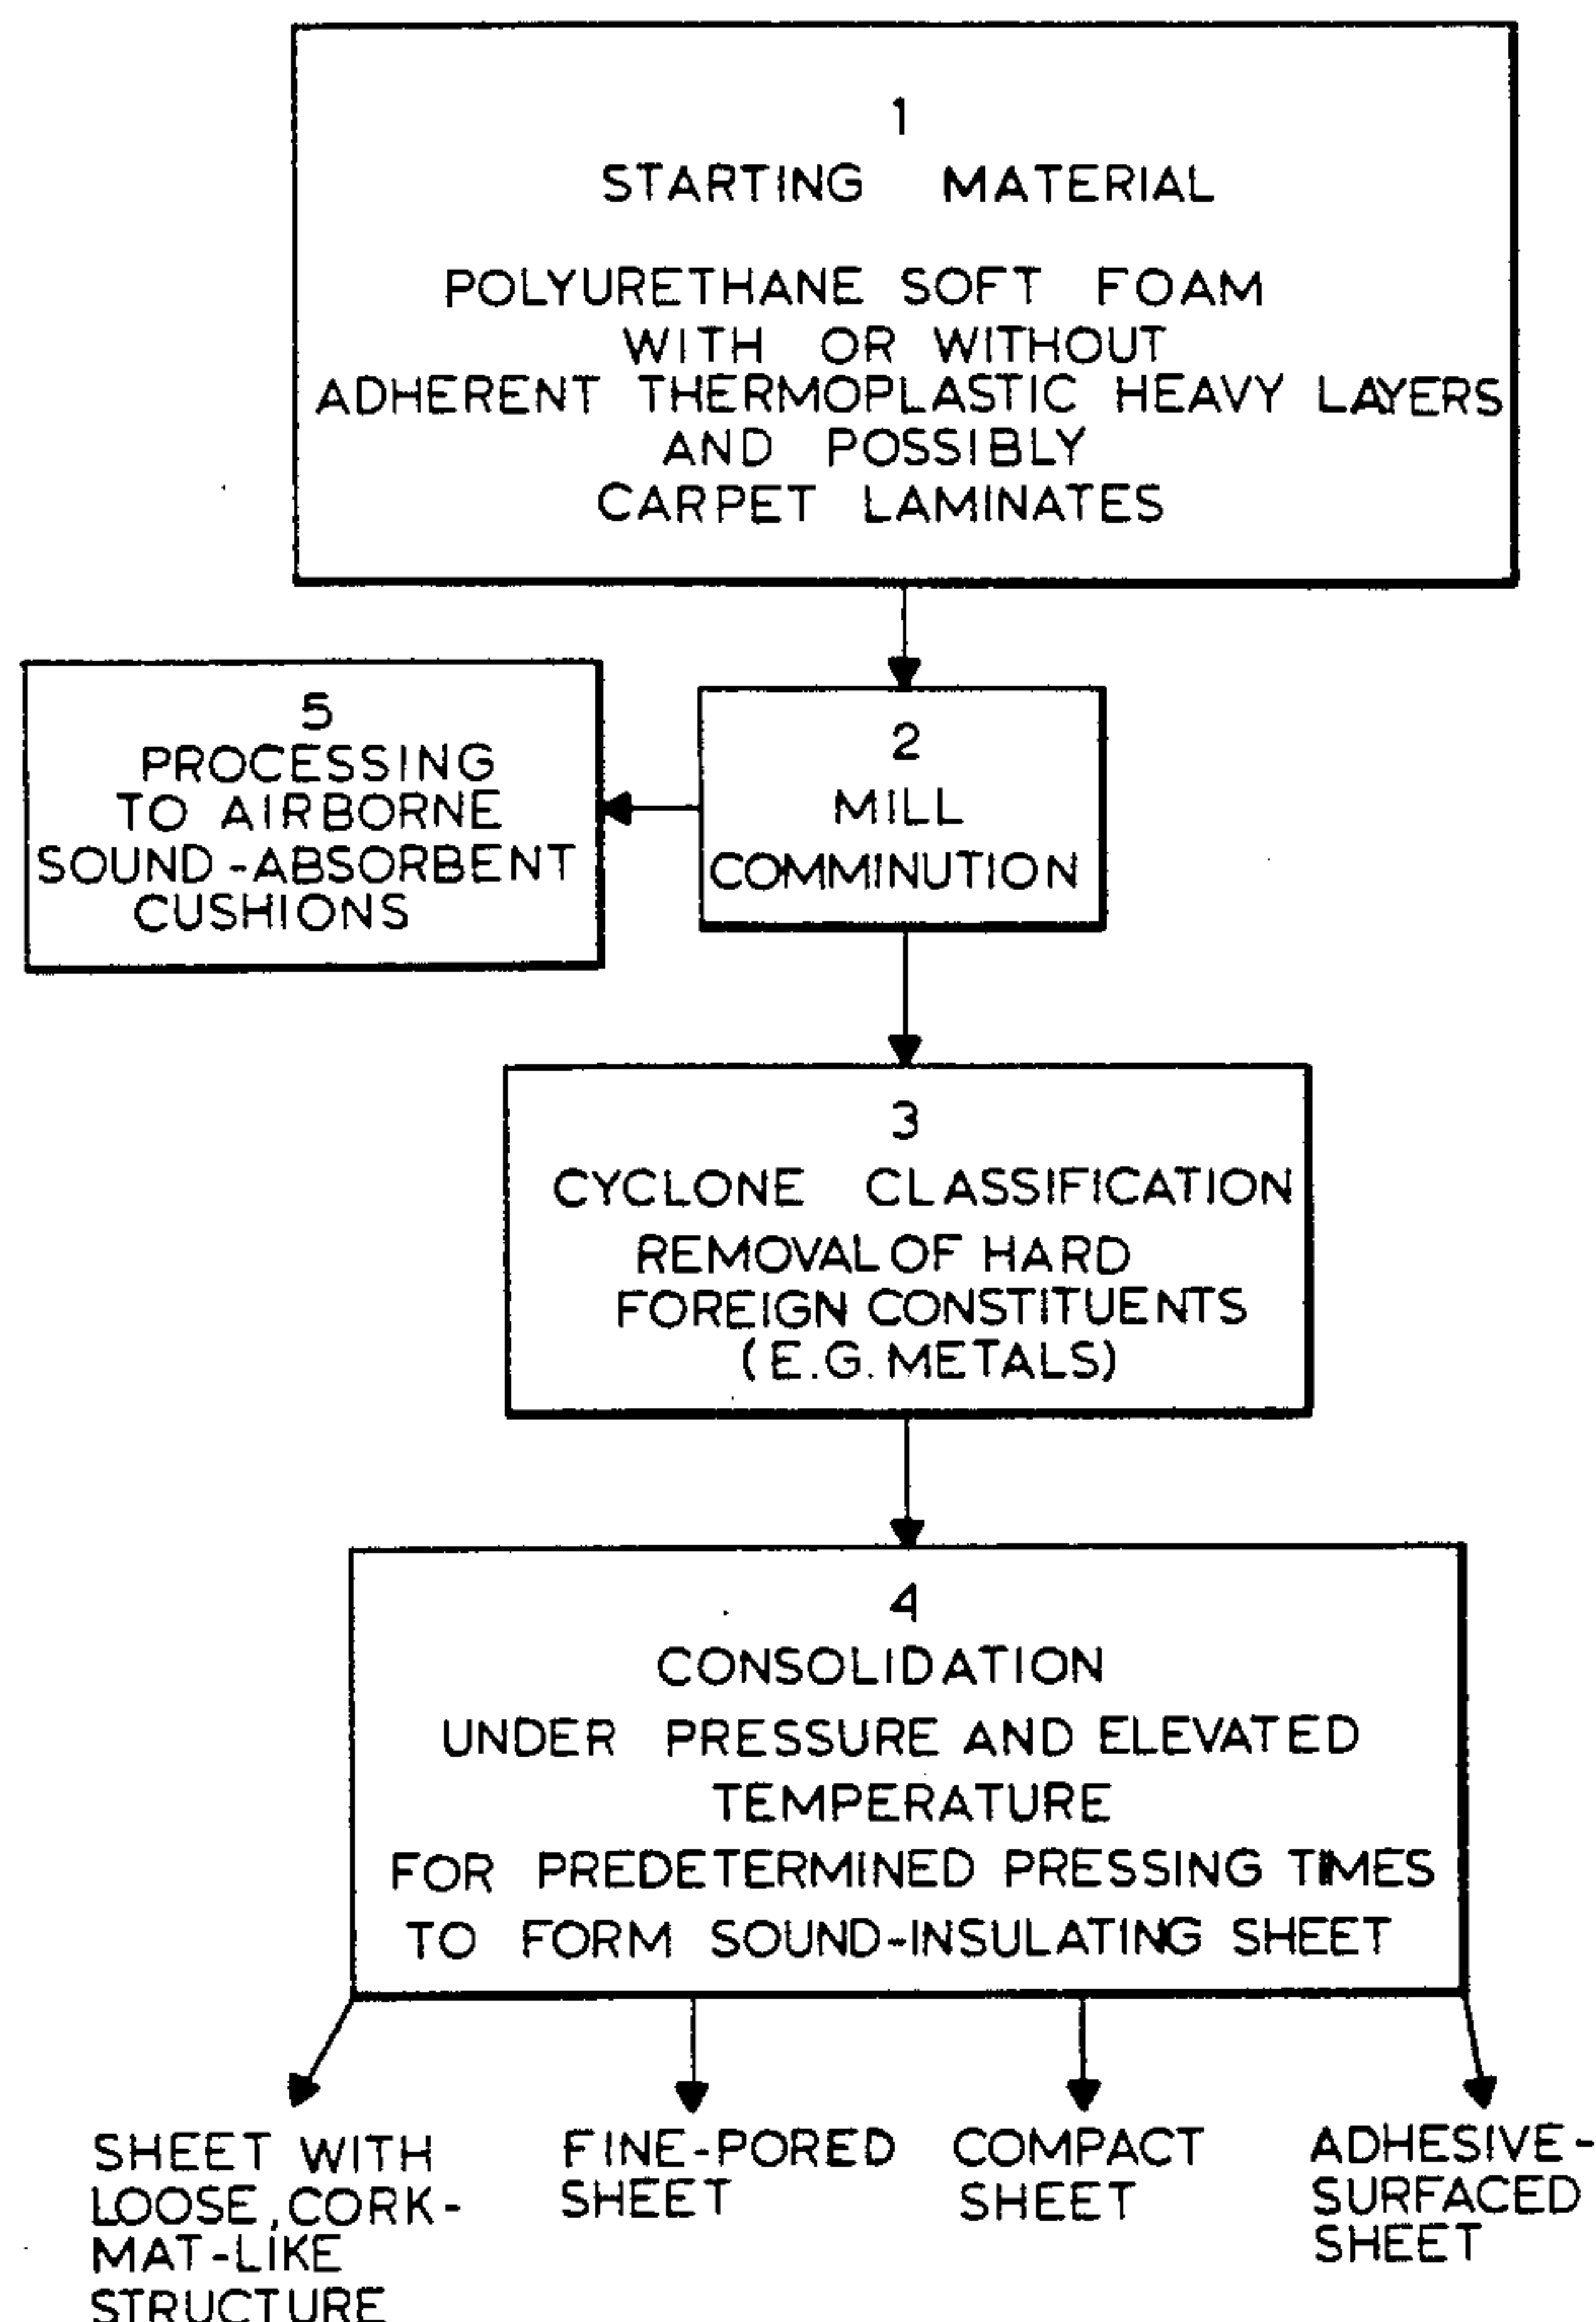 1
STARTING MATERIAL
POLYURETHANE SOFT FOAM
WITH OR WITHOUT
ADHERENT THERMOPLASTIC HEAVY LAYERS
AND POSSIBLY
CARPET LAMINATES
5
PROCESSING
TO AIRBORNE
SOUND-ABSORBENT
CUSHIONS
2
MILL
COMMINUTION
3
CYCLONE CLASSIFICATION
REMOVAL OF HARD
FOREIGN CONSTITUENTS
(E.G. METALS)
4
CONSOLIDATION
UNDER PRESSURE AND ELEVATED
TEMPERATURE
FOR PREDETERMINED PRESSING TIMES
TO FORM SOUND-INSULATING SHEET
SHEET WITH
LOOSE, CORK-
MAT-LIKE
STRUCTURE
FINE-PORED
SHEET
COMPACT
SHEET
ADHESIVE-
SURFACED
SHEET